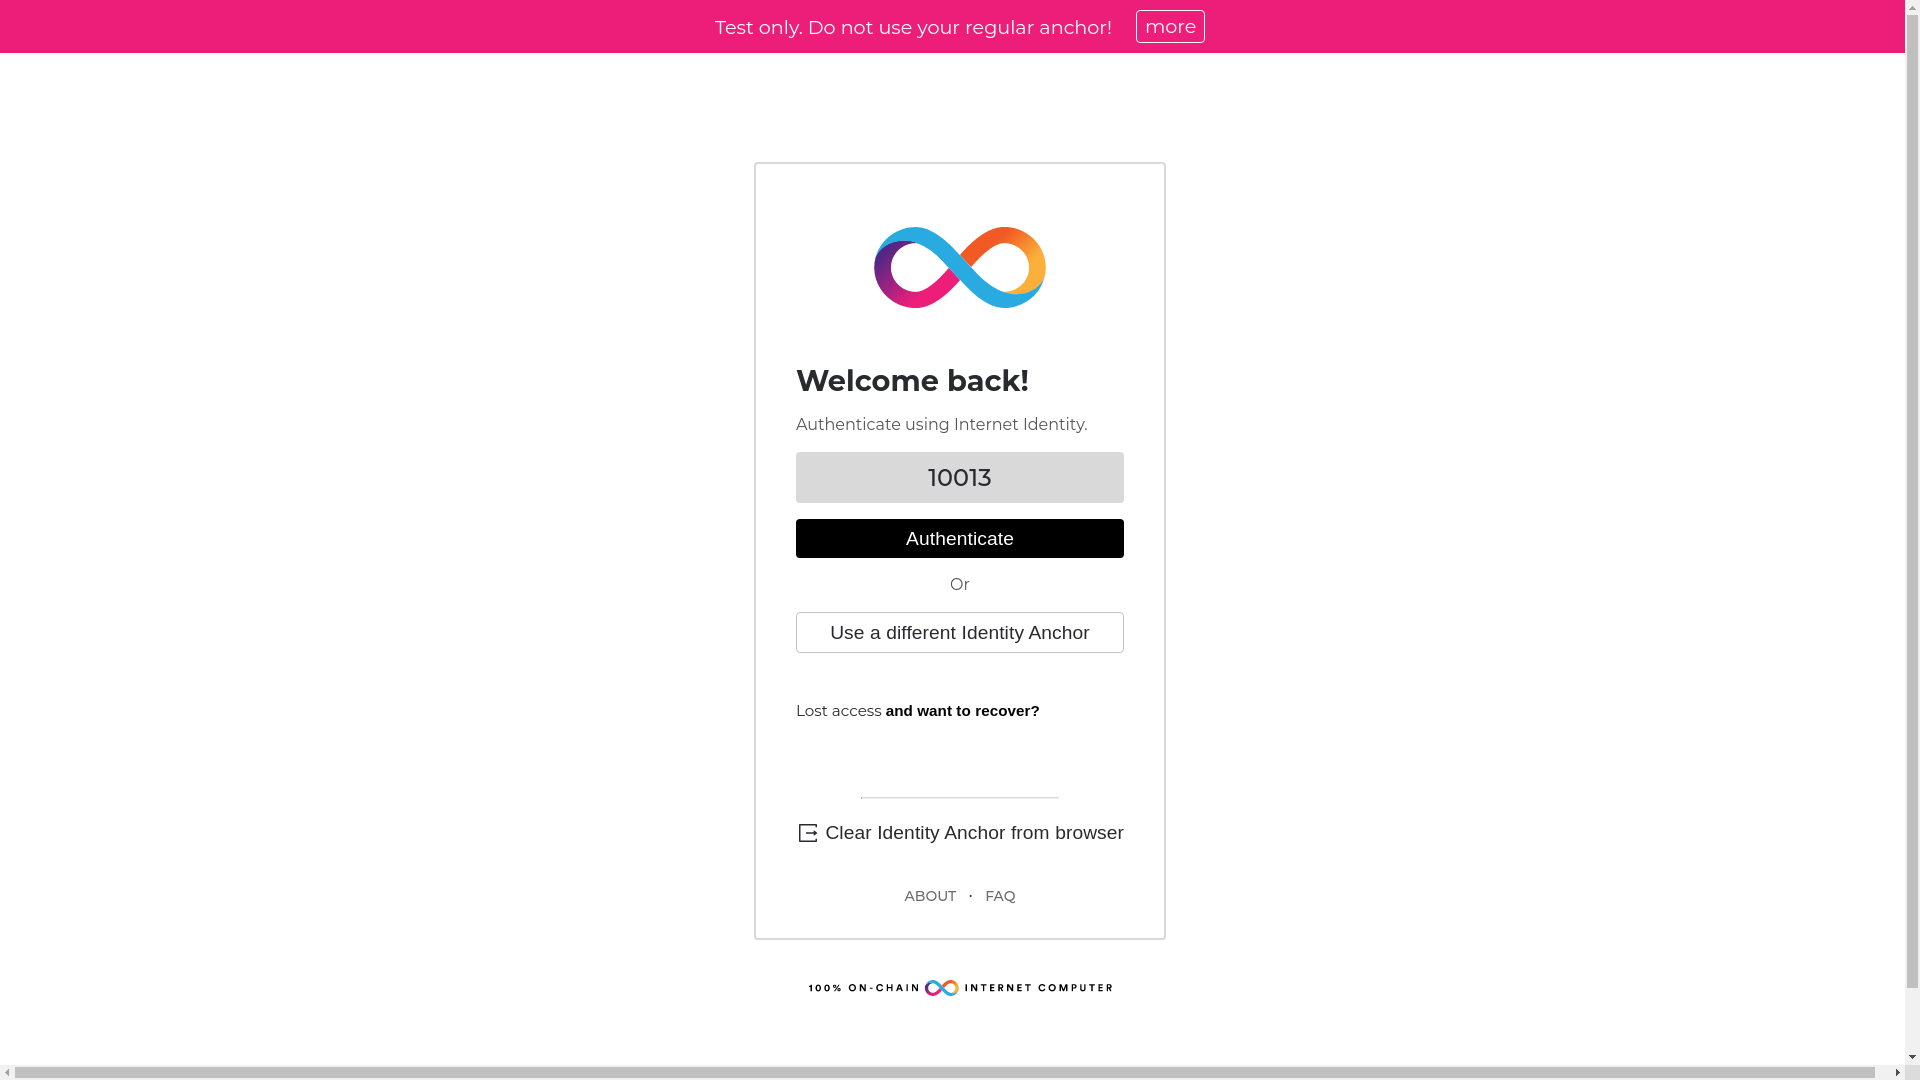 Test only. Do not use your regular anchor! more
Welcome back!
Authenticate using Internet Identity.
10013
Authenticate
Or
Use a different Identity Anchor
Lost access and want to recover?
Clear Identity Anchor from browser
ABOUT · FAQ
100% ON-CHAIN INTERNET COMPUTER